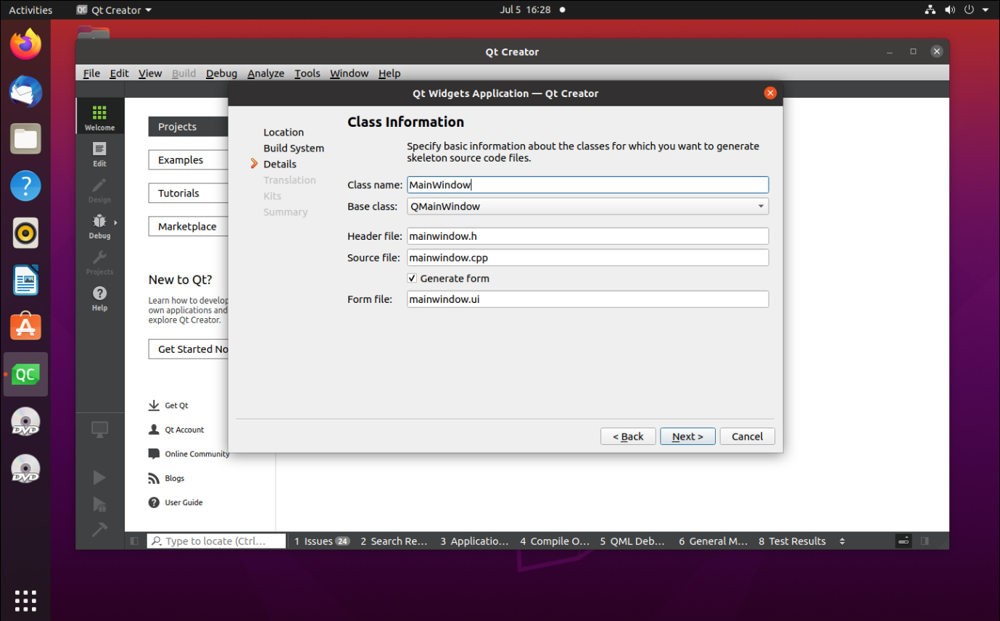 Activities
Qt Creator
Jul 5 16:28
Qt Creator
File Edit View Build Debug Analyze Tools Window Help
Qt Widgets Application — Qt Creator
Welcome
Edit
Design
Debug
Projects
Help
Projects
Examples
Tutorials
Marketplace
New to Qt?
Learn how to develop
own applications and
explore Qt Creator.
Get Started No
Get Qt
Qt Account
Online Community
Blogs
User Guide
Location
Build System
Details
Translation
Kits
Summary
Class Information
Specify basic information about the classes for which you want to generate
skeleton source code files.
Class name: MainWindow
Base class: QMainWindow
Header file: mainwindow.h
Source file: mainwindow.cpp
Generate form
Form file: mainwindow.ui
< Back Next > Cancel
Type to locate (Ctrl...
1 Issues 24 2 Search Re... 3 Applicatio... 4 Compile O... 5 QML Deb... 6 General M... 8 Test Results
QC
DVD
DVD